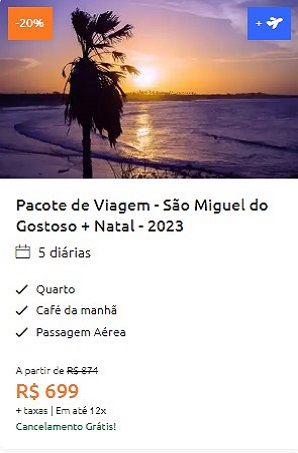 -20%
+
Pacote de Viagem - São Miguel do
Gostoso + Natal - 2023
5 diárias
Quarto
Café da manhã
Passagem Aérea
A partir de R$ 874
R$ 699
+ taxas | Em até 12x
Cancelamento Grátis!